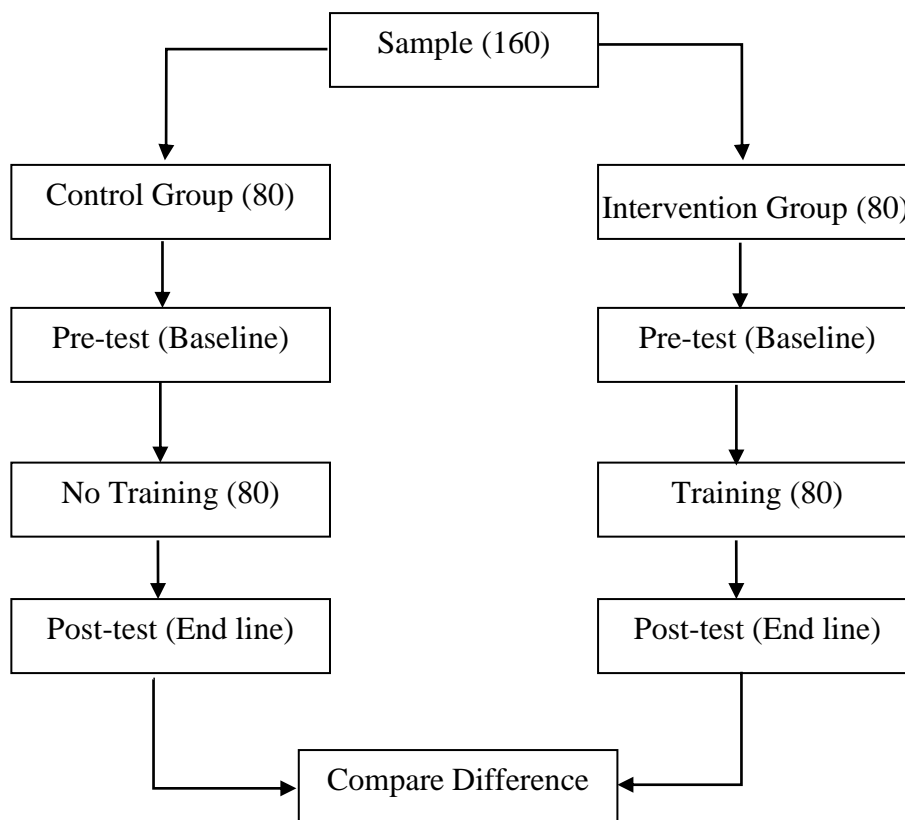 Sample (160)
Control Group (80)
Intervention Group (80)
Pre-test (Baseline)
Pre-test (Baseline)
No Training (80)
Training (80)
Post-test (End line)
Post-test (End line)
Compare Difference